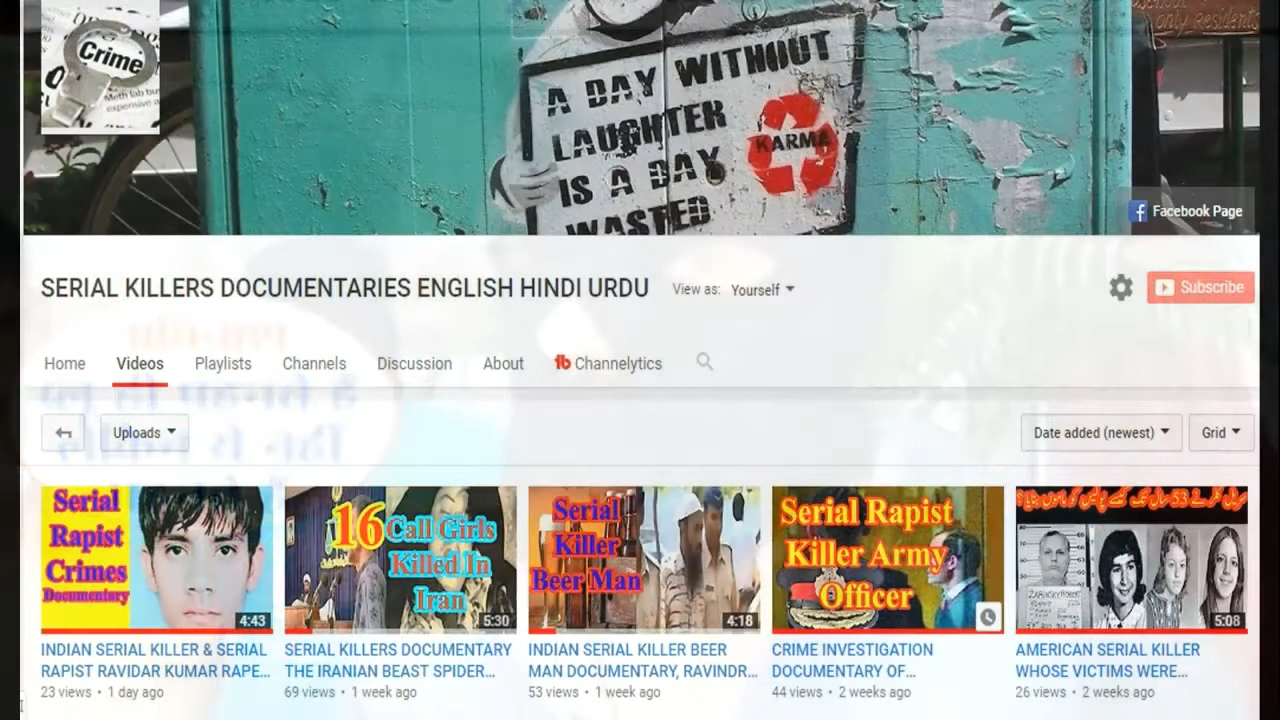 Crime
Meth lab bu
expensive a
only Residents
A DAY WITHOUT
LAUGHTER
IS A DAY
WASTED
KARMA
Facebook Page
SERIAL KILLERS DOCUMENTARIES ENGLISH HINDI URDU
View as: Yourself
Subscribe
Home Videos Playlists Channels Discussion About Channelytics
Uploads
Date added (newest)
Grid
Serial
Rapist
Crimes
Documentary
4:43
16 Call Girls
Killed In
Iran
5:30
Serial
Killer
Beer Man
4:18
Serial Rapist
Killer Army
Officer
5:08
INDIAN SERIAL KILLER & SERIAL
RAPIST RAVIDAR KUMAR RAPE...
23 views • 1 day ago
SERIAL KILLERS DOCUMENTARY
THE IRANIAN BEAST SPIDER...
69 views • 1 week ago
INDIAN SERIAL KILLER BEER
MAN DOCUMENTARY, RAVINDR...
53 views • 1 week ago
CRIME INVESTIGATION
DOCUMENTARY OF...
44 views • 2 weeks ago
AMERICAN SERIAL KILLER
WHOSE VICTIMS WERE...
26 views • 2 weeks ago